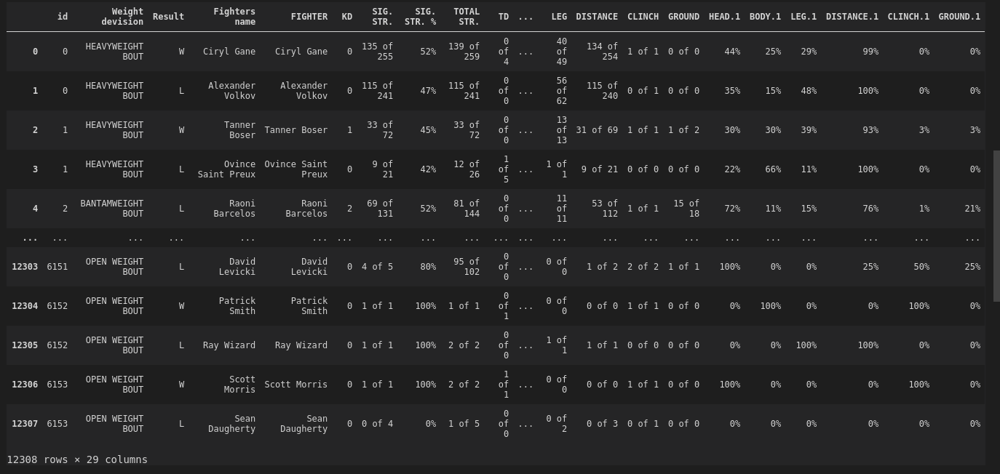 id Weight devision Result Fighters name FIGHTER KD SIG. STR. SIG. STR. % TOTAL STR. TD ... LEG DISTANCE CLINCH GROUND HEAD.1 BODY.1 LEG.1 DISTANCE.1 CLINCH.1 GROUND.1
0 0 HEAVYWEIGHT BOUT W Ciryl Gane Ciryl Gane 0 135 of 255 52% 139 of 259 0 of 4 ... 40 of 49 134 of 254 1 of 1 0 of 0 44% 25% 29% 99% 0% 0%
1 0 HEAVYWEIGHT BOUT L Alexander Volkov Alexander Volkov 0 115 of 241 47% 115 of 241 0 of 0 ... 56 of 62 115 of 240 0 of 1 0 of 0 35% 15% 48% 100% 0% 0%
2 1 HEAVYWEIGHT BOUT W Tanner Boser Tanner Boser 1 33 of 72 45% 33 of 72 0 of 0 ... 13 of 13 31 of 69 1 of 1 1 of 2 30% 30% 39% 93% 3% 3%
3 1 HEAVYWEIGHT BOUT L Ovince Saint Preux Ovince Saint Preux 0 9 of 21 42% 12 of 26 1 of 5 ... 1 of 1 9 of 21 0 of 0 0 of 0 22% 66% 11% 100% 0% 0%
4 2 BANTAMWEIGHT BOUT L Raoni Barcelos Raoni Barcelos 2 69 of 131 52% 81 of 144 0 of 0 ... 11 of 11 53 of 112 1 of 1 15 of 18 72% 11% 15% 76% 1% 21%
... ... ... ... ... ... ... ... ... ... ... ... ... ... ... ... ... ... ... ... ... ...
12303 6151 OPEN WEIGHT BOUT L David Levicki David Levicki 0 4 of 5 80% 95 of 102 0 of 0 ... 0 of 0 1 of 2 2 of 2 1 of 1 100% 0% 0% 25% 50% 25%
12304 6152 OPEN WEIGHT BOUT W Patrick Smith Patrick Smith 0 1 of 1 100% 1 of 1 0 of 1 ... 0 of 0 0 of 0 1 of 1 0 of 0 0% 100% 0% 0% 100% 0%
12305 6152 OPEN WEIGHT BOUT L Ray Wizard Ray Wizard 0 1 of 1 100% 2 of 2 0 of 0 ... 1 of 1 1 of 1 0 of 0 0 of 0 0% 0% 100% 100% 0% 0%
12306 6153 OPEN WEIGHT BOUT W Scott Morris Scott Morris 0 1 of 1 100% 2 of 2 1 of 1 ... 0 of 0 0 of 0 1 of 1 0 of 0 100% 0% 0% 0% 100% 0%
12307 6153 OPEN WEIGHT BOUT L Sean Daugherty Sean Daugherty 0 0 of 4 0% 1 of 5 0 of 0 ... 0 of 2 0 of 3 0 of 1 0 of 0 0% 0% 0% 0% 0% 0%
12308 rows × 29 columns